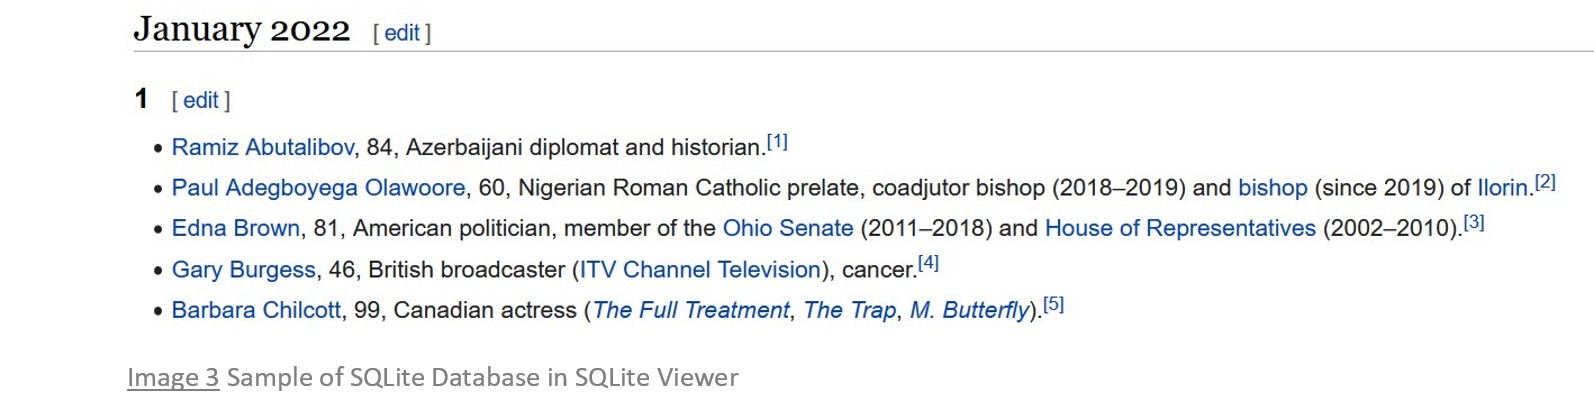 January 2022 [ edit ]
1 [ edit ]
• Ramiz Abutalibov, 84, Azerbaijani diplomat and historian.[1]
• Paul Adegboyega Olawoore, 60, Nigerian Roman Catholic prelate, coadjutor bishop (2018–2019) and bishop (since 2019) of Ilorin.[2]
• Edna Brown, 81, American politician, member of the Ohio Senate (2011–2018) and House of Representatives (2002–2010).[3]
• Gary Burgess, 46, British broadcaster (ITV Channel Television), cancer.[4]
• Barbara Chilcott, 99, Canadian actress (The Full Treatment, The Trap, M. Butterfly).[5]
Image 3 Sample of SQLite Database in SQLite Viewer